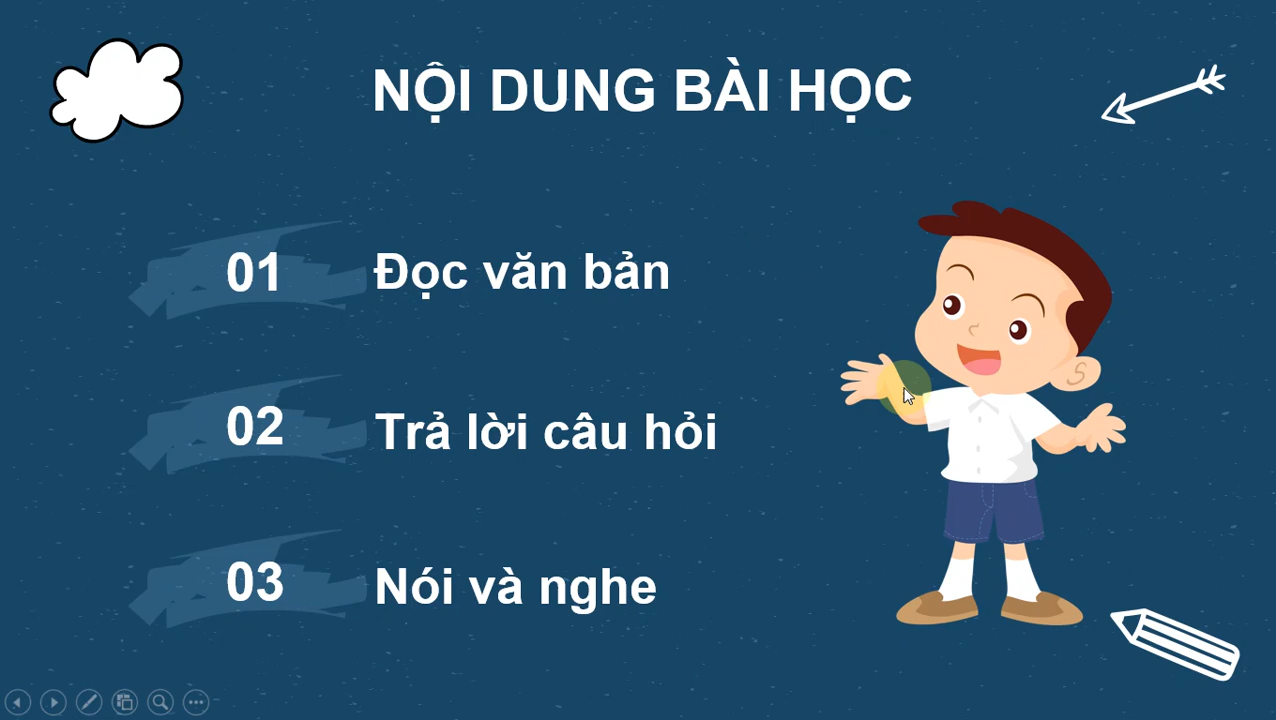 NỘI DUNG BÀI HỌC
01 Đọc văn bản
02 Trả lời câu hỏi
03 Nói và nghe